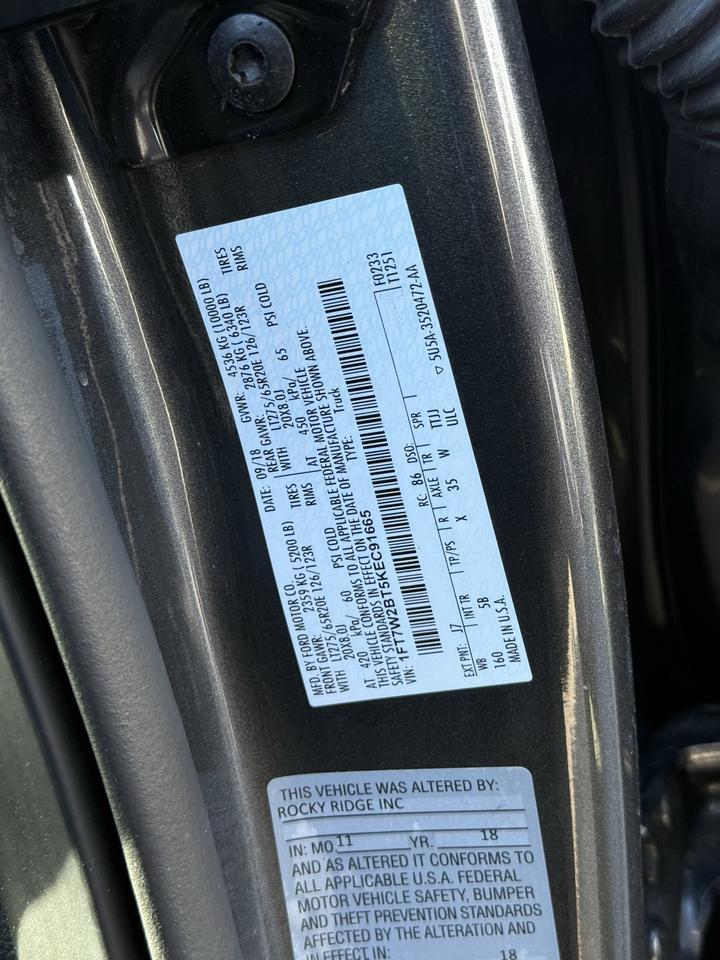 MFD. BY FORD MOTOR CO.
DATE: 09/18 GVWR: 4536 KG (10000 LB)
FRONT GAWR: 2359 KG ( 5200 LB) REAR GAWR: 2876 KG ( 6340 LB)
WITH LT275/65R20E 126/123R TIRES WITH LT275/65R20E 126/123R TIRES
20X8.0J RIMS 20X8.0J RIMS
AT 420 kPa/ 60 PSI COLD AT 450 kPa/ 65 PSI COLD
THIS VEHICLE CONFORMS TO ALL APPLICABLE FEDERAL MOTOR VEHICLE
SAFETY STANDARDS IN EFFECT ON THE DATE OF MANUFACTURE SHOWN ABOVE.
VIN: 1FT7W2BT5KEC91665 TYPE: Truck
F0233
T1251
EXT PNT: J7 RC: 86 DSO:
WB INT TR TP/PS R AXLE TR SPR
160 5B X 35 W TTJ
ULC
MADE IN U.S.A.
▽ 5U5A-3520472-AA
THIS VEHICLE WAS ALTERED BY:
ROCKY RIDGE INC
IN: MO. 11 YR. 18
AND AS ALTERED IT CONFORMS TO
ALL APPLICABLE U.S.A. FEDERAL
MOTOR VEHICLE SAFETY, BUMPER
AND THEFT PREVENTION STANDARDS
AFFECTED BY THE ALTERATION AND
IN EFFECT IN: 18